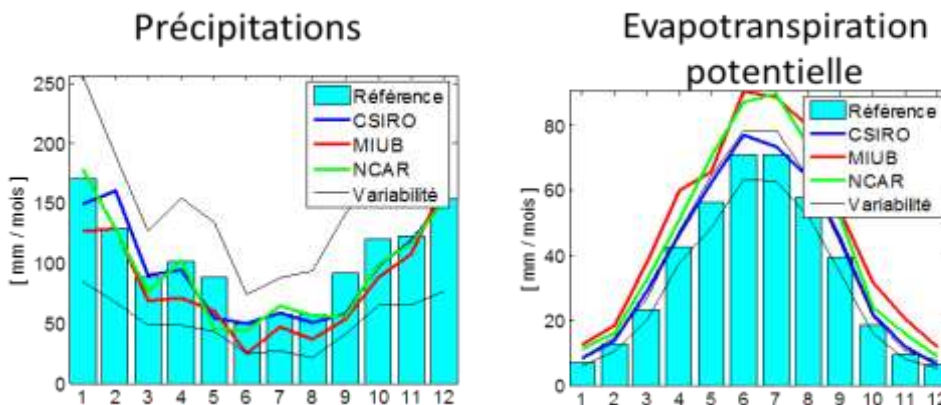 Précipitations
250
200
150
100
50
0
[ mm / mois ]
1 2 3 4 5 6 7 8 9 10 11 12
Référence
CSIRO
MIUB
NCAR
Variabilité
Evapotranspiration
potentielle
80
60
40
20
0
[ mm / mois ]
1 2 3 4 5 6 7 8 9 10 11 12
Référence
CSIRO
MIUB
NCAR
Variabilité